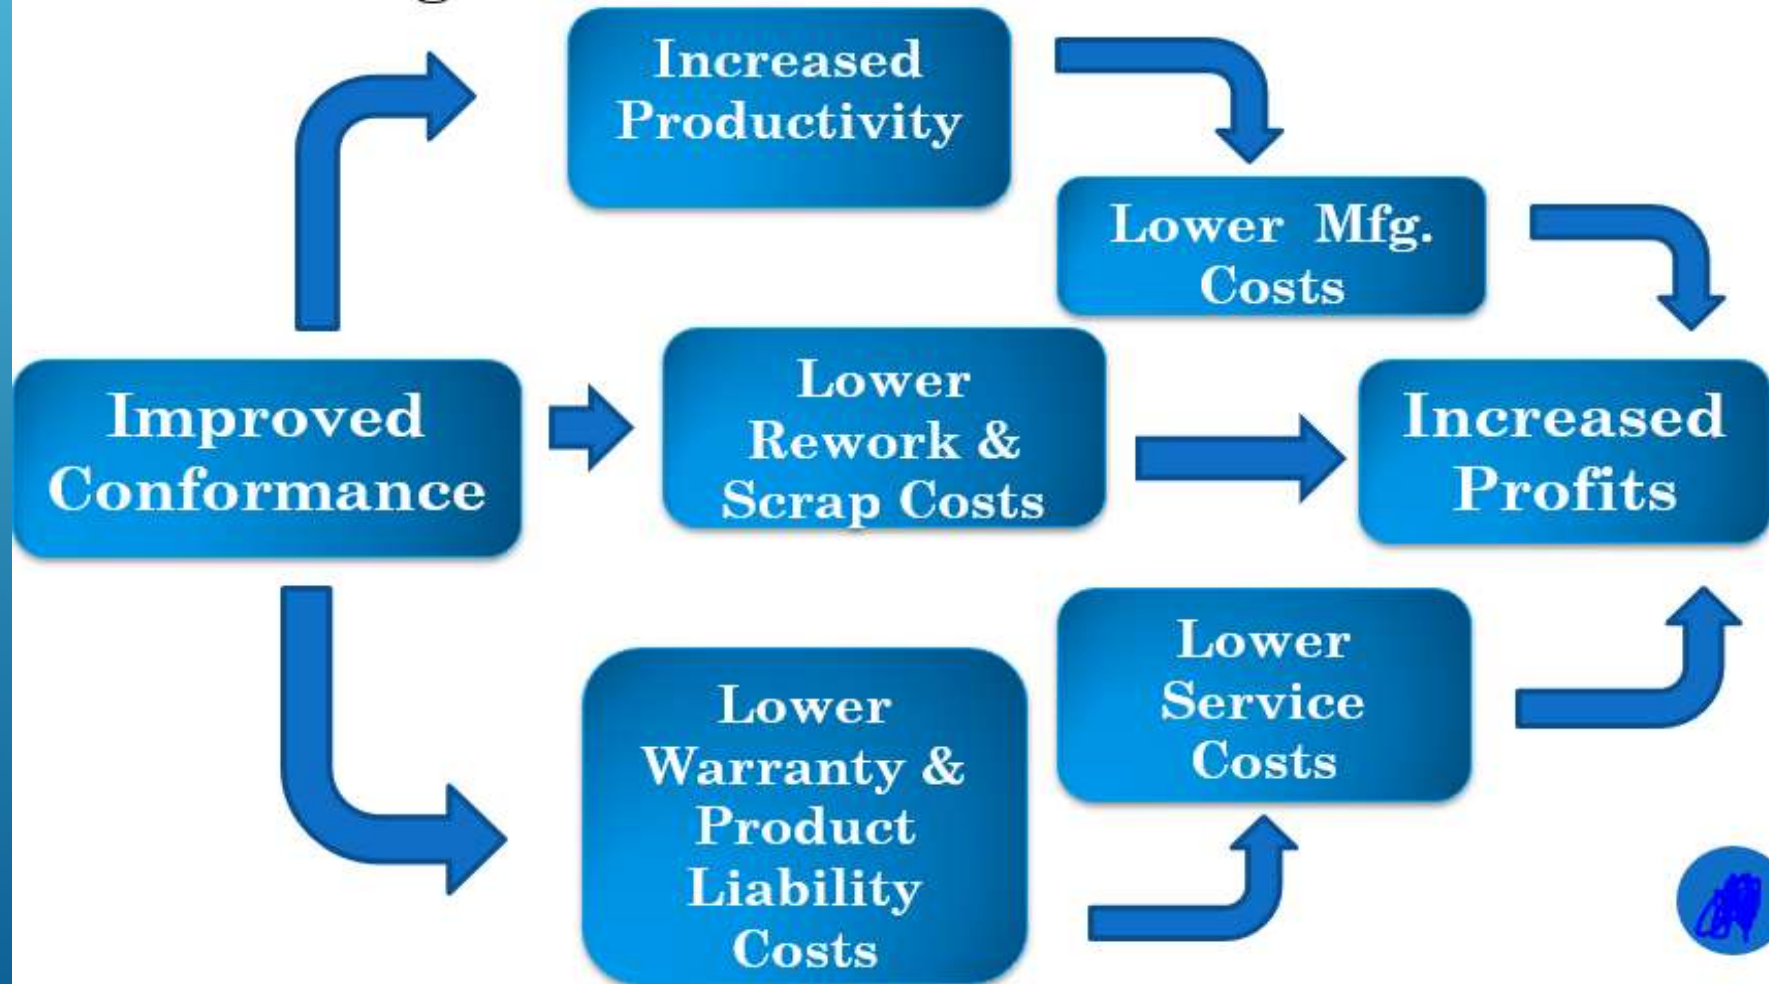 Increased
Productivity
Lower Mfg.
Costs
Improved
Conformance
Lower
Rework &
Scrap Costs
Increased
Profits
Lower
Warranty &
Product
Liability
Costs
Lower
Service
Costs